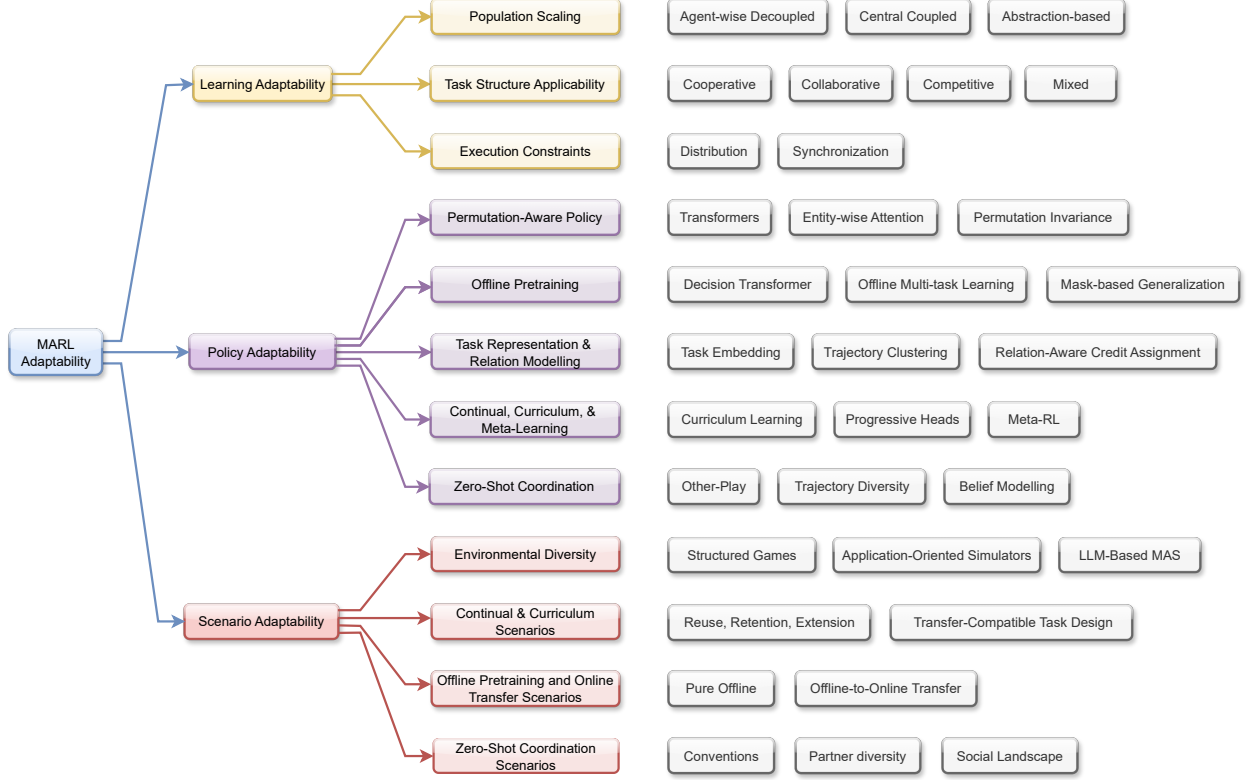 Population Scaling
Agent-wise Decoupled
Central Coupled
Abstraction-based
Learning Adaptability
Task Structure Applicability
Cooperative
Collaborative
Competitive
Mixed
Execution Constraints
Distribution
Synchronization
Permutation-Aware Policy
Transformers
Entity-wise Attention
Permutation Invariance
Offline Pretraining
Decision Transformer
Offline Multi-task Learning
Mask-based Generalization
MARL
Adaptability
Policy Adaptability
Task Representation &
Relation Modelling
Task Embedding
Trajectory Clustering
Relation-Aware Credit Assignment
Continual, Curriculum, &
Meta-Learning
Curriculum Learning
Progressive Heads
Meta-RL
Zero-Shot Coordination
Other-Play
Trajectory Diversity
Belief Modelling
Environmental Diversity
Structured Games
Application-Oriented Simulators
LLM-Based MAS
Scenario Adaptability
Continual & Curriculum
Scenarios
Reuse, Retention, Extension
Transfer-Compatible Task Design
Offline Pretraining and Online
Transfer Scenarios
Pure Offline
Offline-to-Online Transfer
Zero-Shot Coordination
Scenarios
Conventions
Partner diversity
Social Landscape